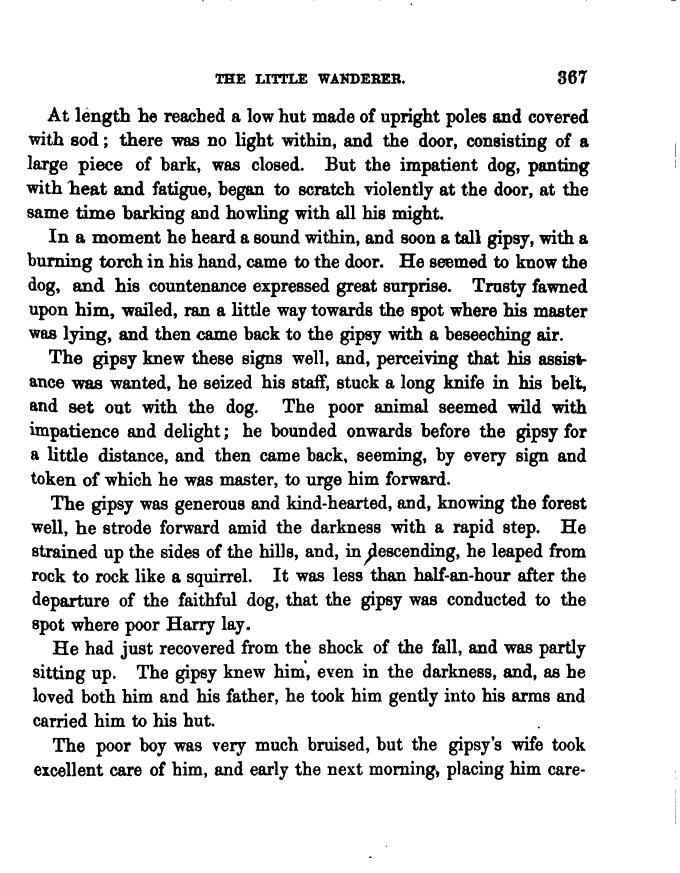 THE LITTLE WANDERER. 367
At length he reached a low hut made of upright poles and covered
with sod; there was no light within, and the door, consisting of a
large piece of bark, was closed. But the impatient dog, panting
with heat and fatigue, began to scratch violently at the door, at the
same time barking and howling with all his might.
In a moment he heard a sound within, and soon a tall gipsy, with a
burning torch in his hand, came to the door. He seemed to know the
dog, and his countenance expressed great surprise. Trusty fawned
upon him, wailed, ran a little way towards the spot where his master
was lying, and then came back to the gipsy with a beseeching air.
The gipsy knew these signs well, and, perceiving that his assist-
ance was wanted, he seized his staff, stuck a long knife in his belt,
and set out with the dog. The poor animal seemed wild with
impatience and delight; he bounded onwards before the gipsy for
a little distance, and then came back, seeming, by every sign and
token of which he was master, to urge him forward.
The gipsy was generous and kind-hearted, and, knowing the forest
well, he strode forward amid the darkness with a rapid step. He
strained up the sides of the hills, and, in descending, he leaped from
rock to rock like a squirrel. It was less than half-an-hour after the
departure of the faithful dog, that the gipsy was conducted to the
spot where poor Harry lay.
He had just recovered from the shock of the fall, and was partly
sitting up. The gipsy knew him, even in the darkness, and, as he
loved both him and his father, he took him gently into his arms and
carried him to his hut.
The poor boy was very much bruised, but the gipsy's wife took
excellent care of him, and early the next morning, placing him care-